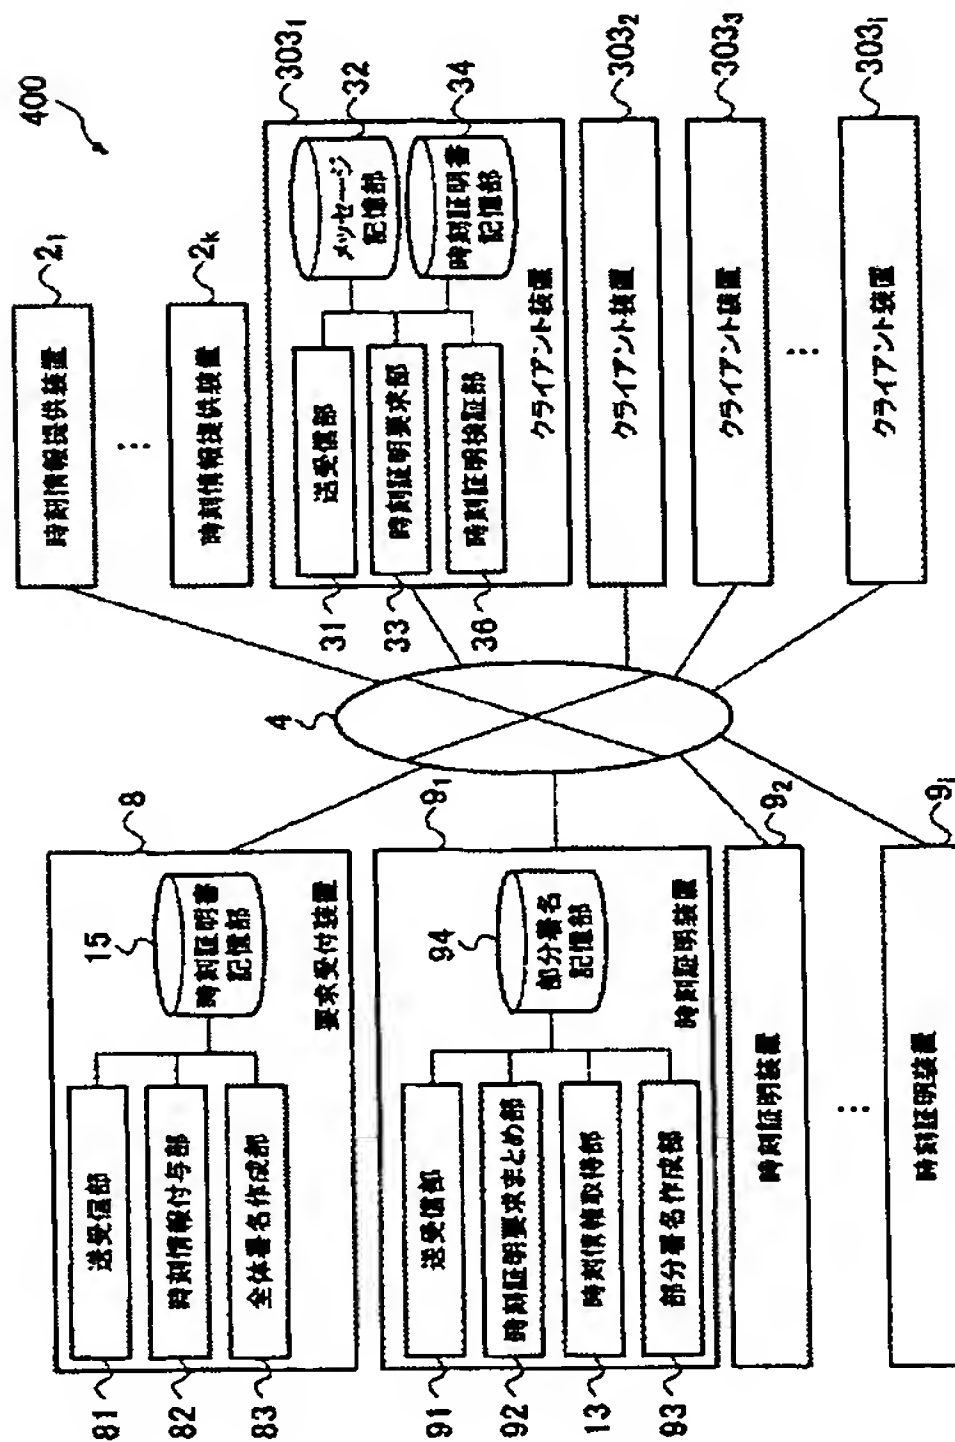 400
時刻情報提供装置
2₁
⋮
時刻情報提供装置
2ₖ
303₁
メッセージ
記憶部
32
時刻証明書
記憶部
34
送受信部
31
時刻証明要求部
33
時刻証明検証部
36
クライアント装置
クライアント装置
303₂
クライアント装置
303₃
⋮
クライアント装置
303ⱼ
4
8
時刻証明書
記憶部
15
送受信部
81
時刻情報付与部
82
全体署名作成部
83
要求受付装置
9₁
部分署名
記憶部
94
送受信部
91
時刻証明要求まとめ部
92
時刻情報取得部
13
部分署名作成部
93
時刻証明装置
時刻証明装置
9₂
⋮
時刻証明装置